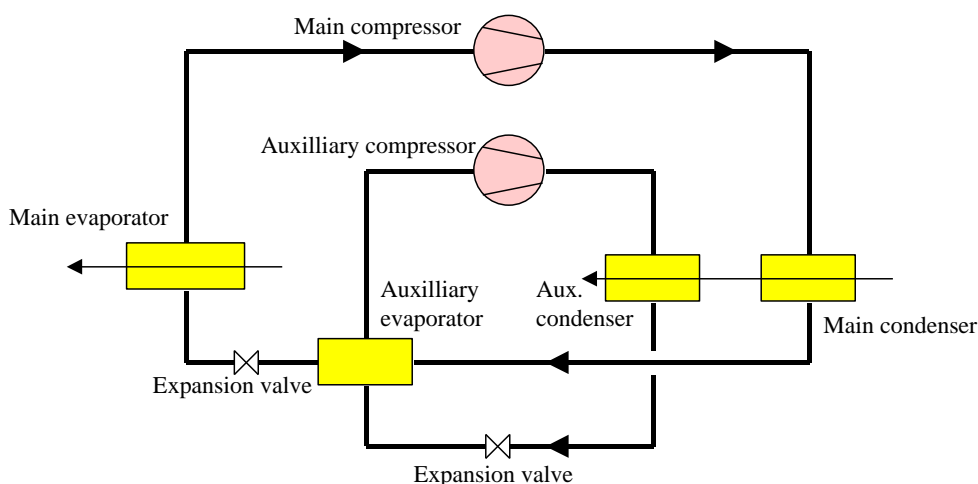 Main compressor
Auxilliary compressor
Main evaporator
Auxilliary
evaporator
Aux.
condenser
Main condenser
Expansion valve
Expansion valve